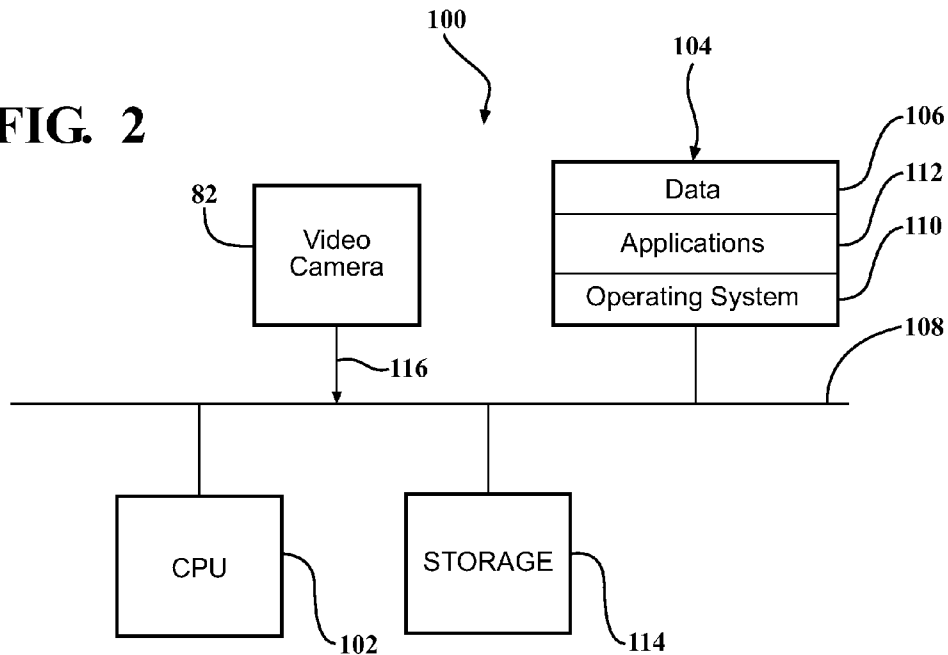 100
104
FIG. 2
106
82
Data
112
Video
Camera
Applications
110
Operating System
108
116
CPU
STORAGE
102
114